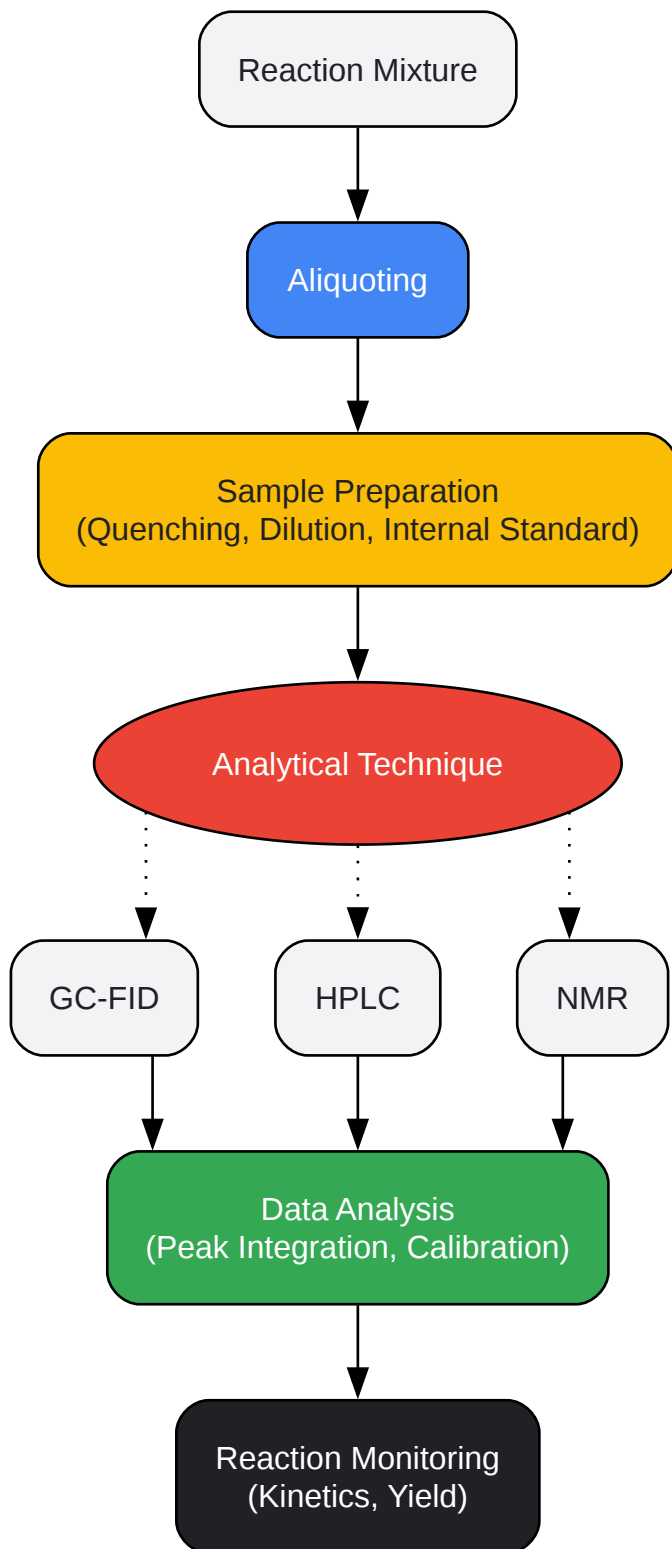 Reaction Mixture
Aliquoting
Sample Preparation
(Quenching, Dilution, Internal Standard)
Analytical Technique
GC-FID
HPLC
NMR
Data Analysis
(Peak Integration, Calibration)
Reaction Monitoring
(Kinetics, Yield)